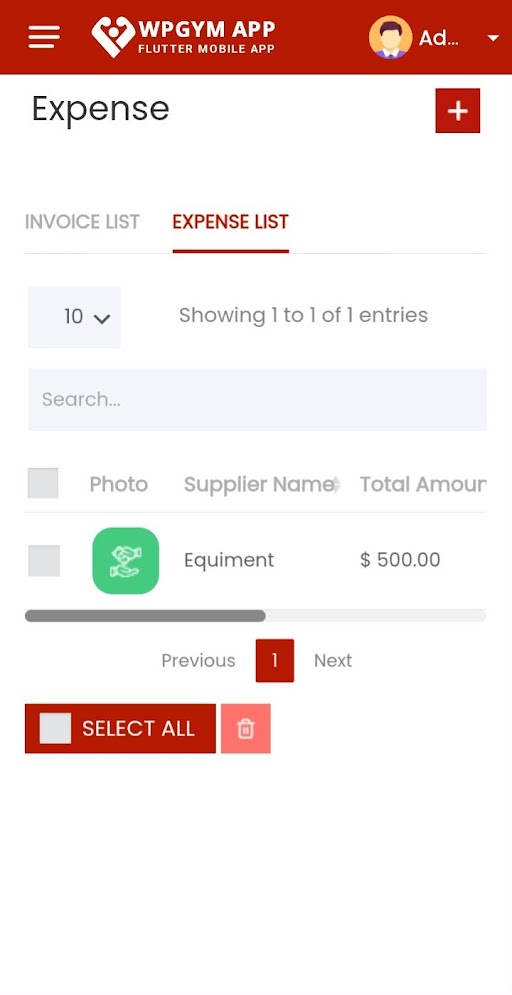 WPGYM APP
FLUTTER MOBILE APP
Ad...
Expense
+
INVOICE LIST EXPENSE LIST
10 Showing 1 to 1 of 1 entries
Search...
Photo Supplier Name Total Amoun
Equiment $ 500.00
Previous 1 Next
SELECT ALL